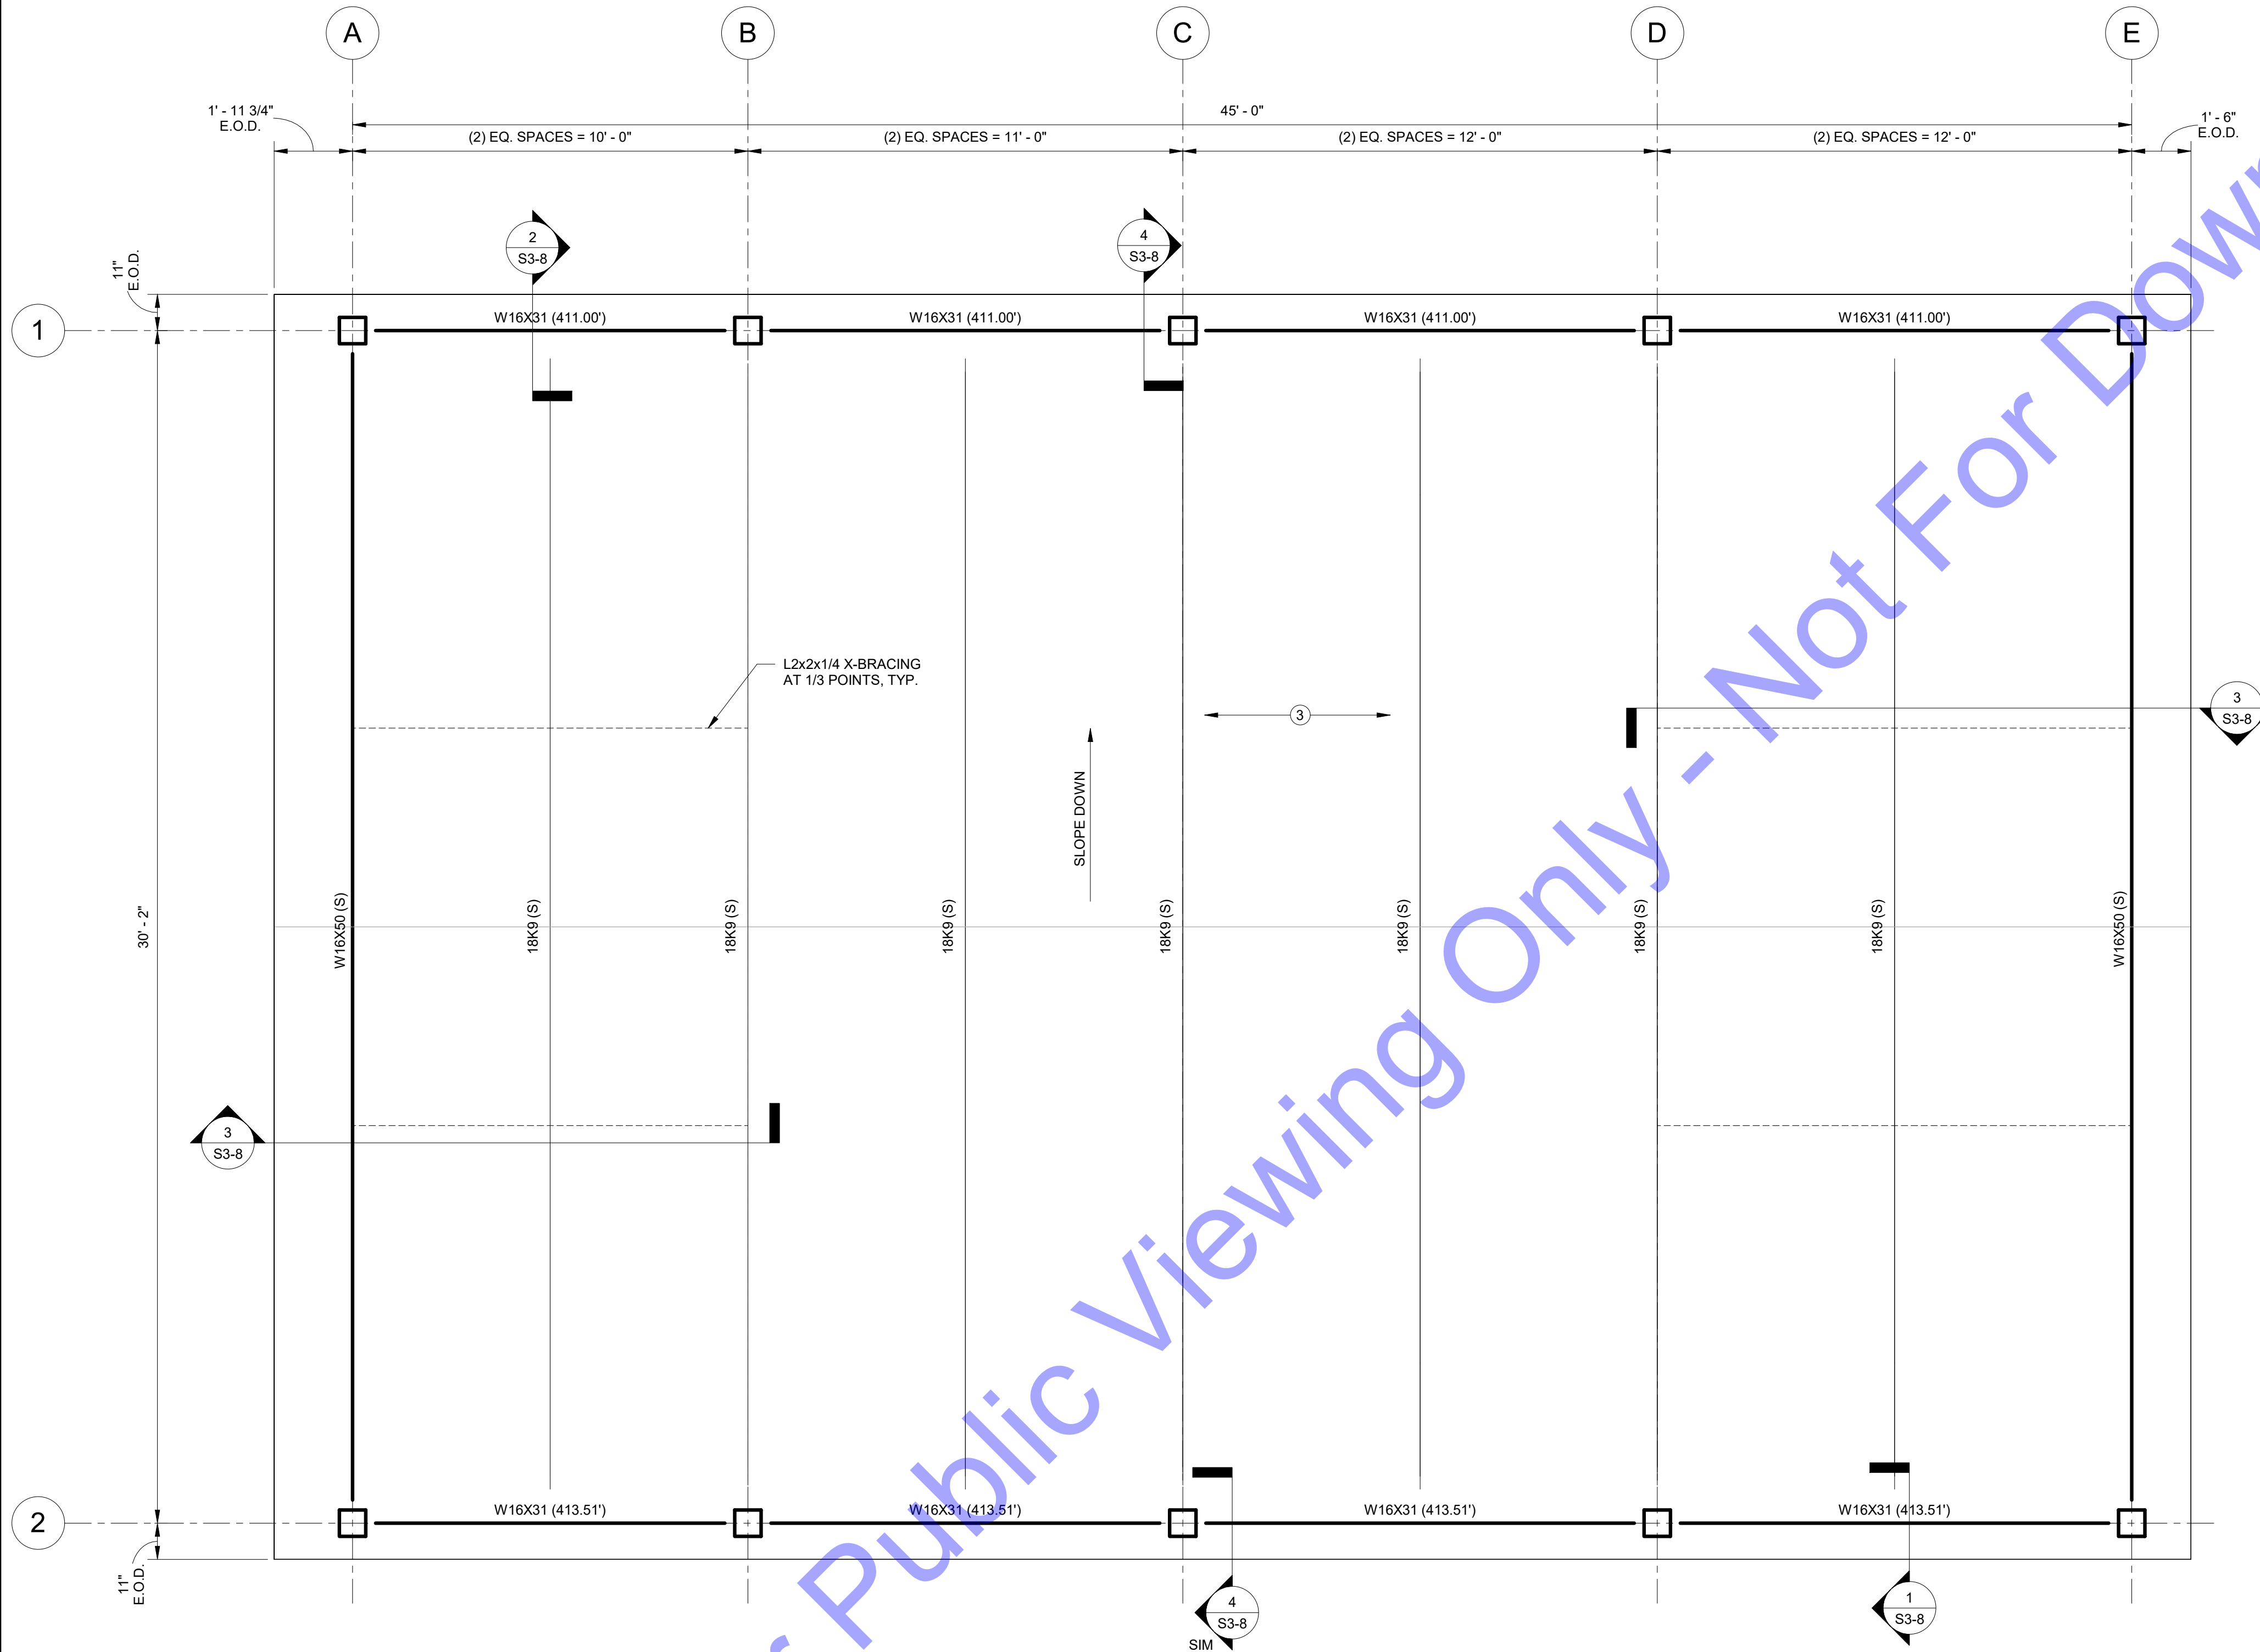 A
B
C
D
E
1' - 11 3/4"
E.O.D.
45' - 0"
1' - 6"
E.O.D.
(2) EQ. SPACES = 10' - 0"
(2) EQ. SPACES = 11' - 0"
(2) EQ. SPACES = 12' - 0"
(2) EQ. SPACES = 12' - 0"
2
S3-8
4
S3-8
11"
E.O.D.
1
W16X31 (411.00')
W16X31 (411.00')
W16X31 (411.00')
W16X31 (411.00')
L2x2x1/4 X-BRACING
AT 1/3 POINTS, TYP.
3
3
S3-8
SLOPE DOWN
30' - 2"
W16X50 (S)
18K9 (S)
18K9 (S)
18K9 (S)
18K9 (S)
18K9 (S)
18K9 (S)
18K9 (S)
W16X50 (S)
3
S3-8
2
W16X31 (413.51')
W16X31 (413.51')
W16X31 (413.51')
W16X31 (413.51')
11"
E.O.D.
4
S3-8
SIM
1
S3-8
Public Viewing Only - Not For Down